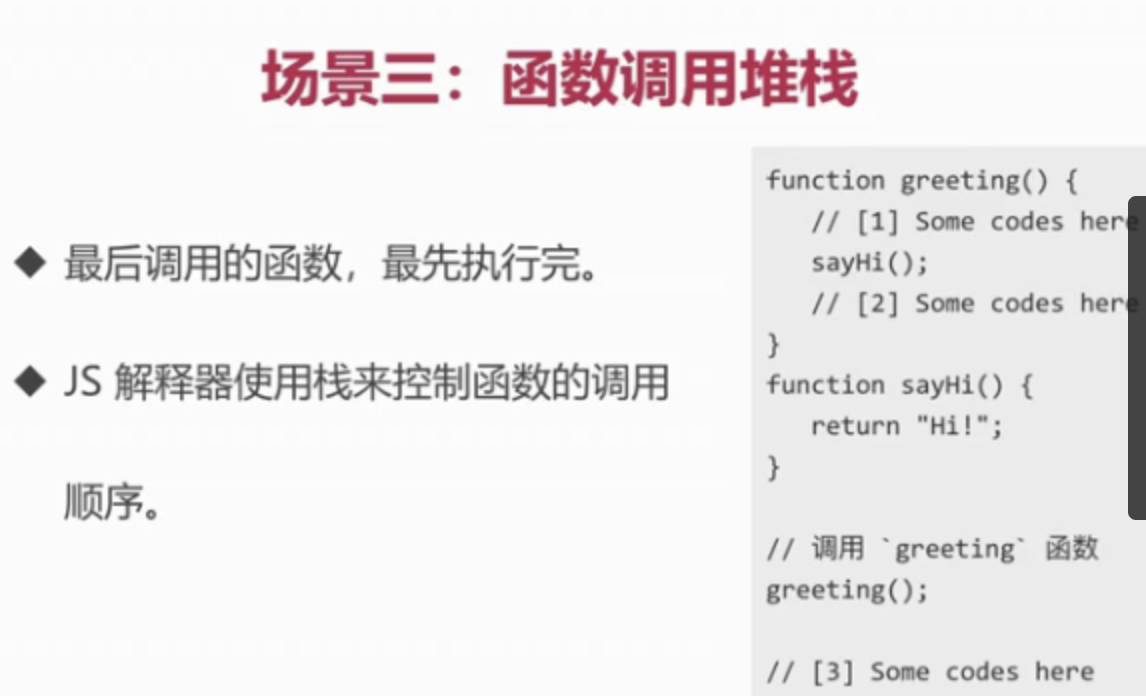 场景三：函数调用堆栈
◆ 最后调用的函数，最先执行完。
◆ JS 解释器使用栈来控制函数的调用
顺序。
function greeting() {
   // [1] Some codes here
   sayHi();
   // [2] Some codes here
}
function sayHi() {
   return "Hi!";
}
// 调用 `greeting` 函数
greeting();
// [3] Some codes here